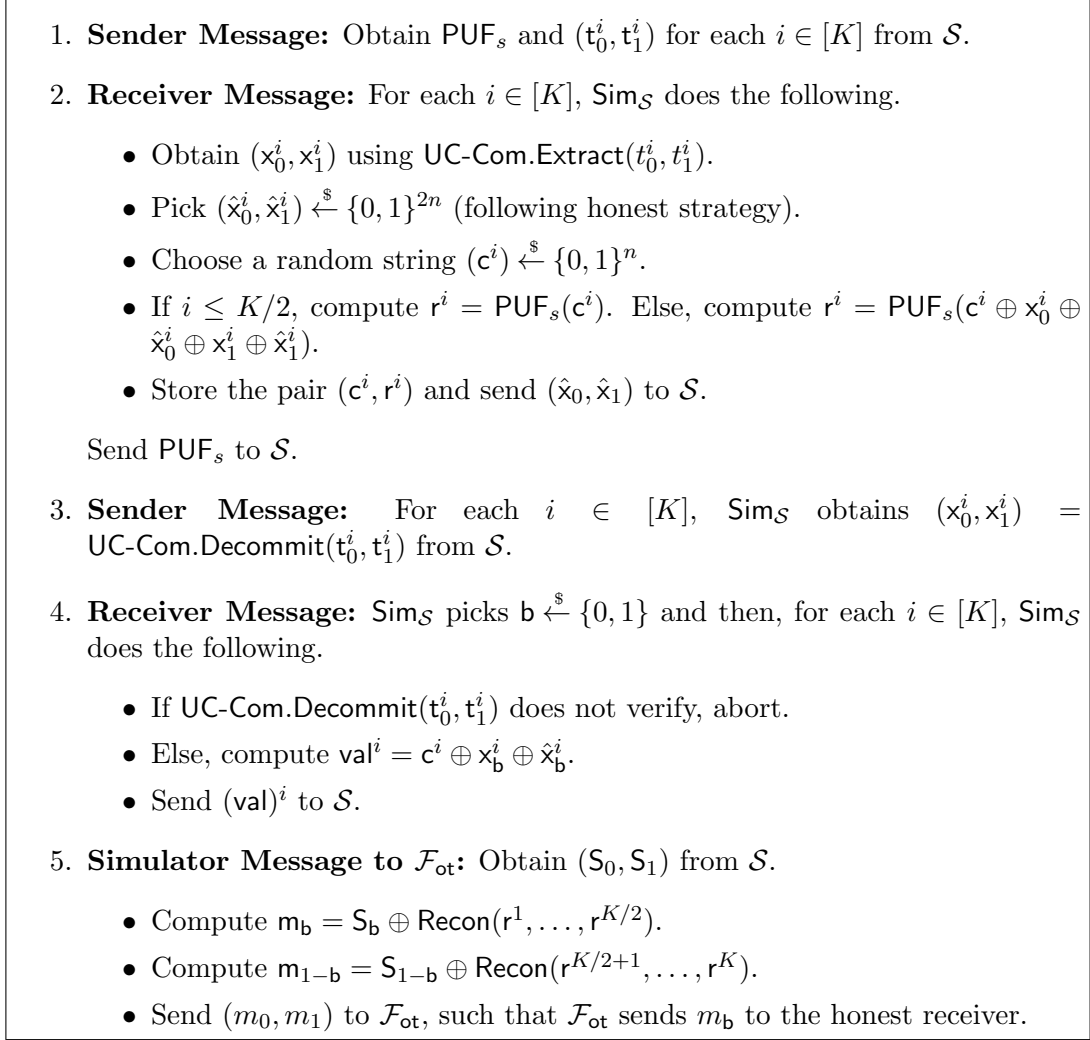 1. Sender Message: Obtain PUF_s and (t_0^i, t_1^i) for each i ∈ [K] from 𝒮.
2. Receiver Message: For each i ∈ [K], Sim_𝒮 does the following.
• Obtain (x_0^i, x_1^i) using UC-Com.Extract(t_0^i, t_1^i).
• Pick (x̂_0^i, x̂_1^i) ←$ {0, 1}^{2n} (following honest strategy).
• Choose a random string (c^i) ←$ {0, 1}^n.
• If i ≤ K/2, compute r^i = PUF_s(c^i). Else, compute r^i = PUF_s(c^i ⊕ x_0^i ⊕
x̂_0^i ⊕ x_1^i ⊕ x̂_1^i).
• Store the pair (c^i, r^i) and send (x̂_0, x̂_1) to 𝒮.
Send PUF_s to 𝒮.
3. Sender Message: For each i ∈ [K], Sim_𝒮 obtains (x_0^i, x_1^i) =
UC-Com.Decommit(t_0^i, t_1^i) from 𝒮.
4. Receiver Message: Sim_𝒮 picks b ←$ {0, 1} and then, for each i ∈ [K], Sim_𝒮
does the following.
• If UC-Com.Decommit(t_0^i, t_1^i) does not verify, abort.
• Else, compute val^i = c^i ⊕ x_b^i ⊕ x̂_b^i.
• Send (val)^i to 𝒮.
5. Simulator Message to ℱ_ot: Obtain (S_0, S_1) from 𝒮.
• Compute m_b = S_b ⊕ Recon(r^1, . . . , r^{K/2}).
• Compute m_{1−b} = S_{1−b} ⊕ Recon(r^{K/2+1}, . . . , r^K).
• Send (m_0, m_1) to ℱ_ot, such that ℱ_ot sends m_b to the honest receiver.